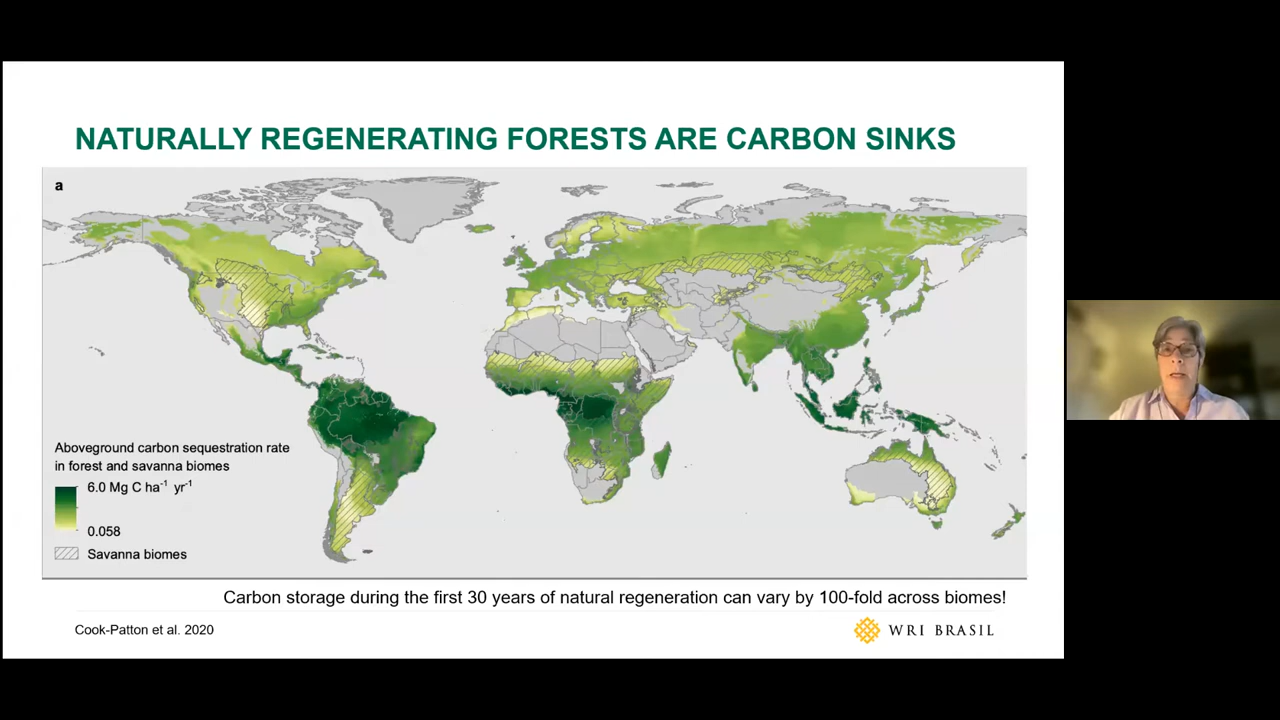 NATURALLY REGENERATING FORESTS ARE CARBON SINKS
a
Aboveground carbon sequestration rate
in forest and savanna biomes
6.0 Mg C ha⁻¹ yr⁻¹
0.058
Savanna biomes
Carbon storage during the first 30 years of natural regeneration can vary by 100-fold across biomes!
Cook-Patton et al. 2020
WRI BRASIL